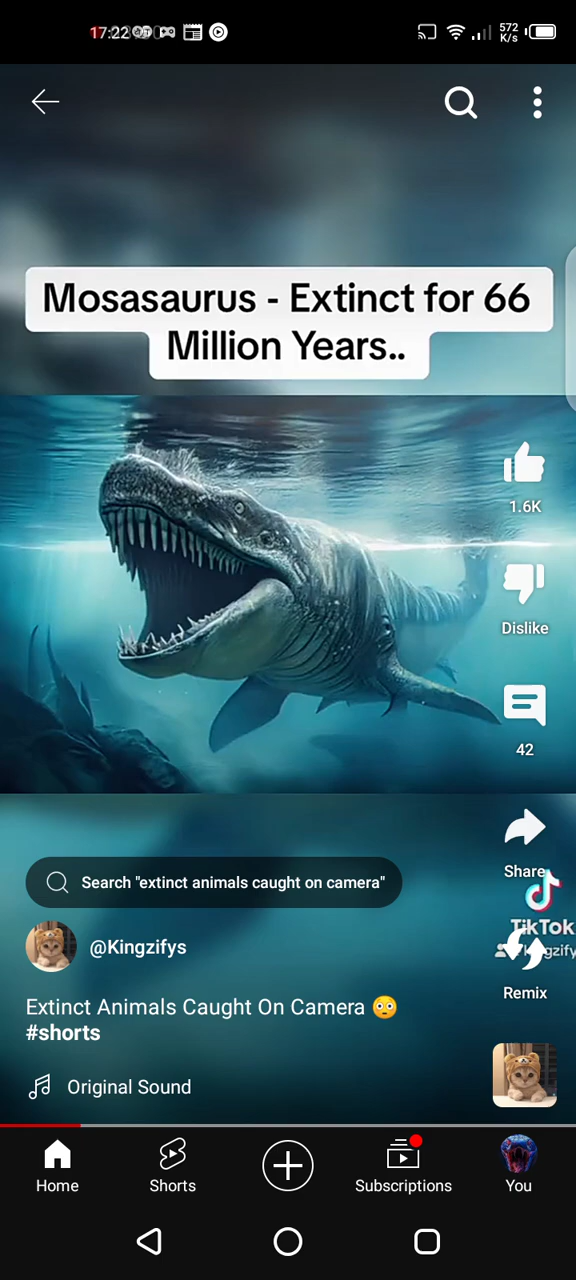 17:22
572
K/s
Mosasaurus - Extinct for 66
Million Years..
1.6K
Dislike
42
Share
Search "extinct animals caught on camera"
TikTok
@Kingzifys
Remix
Extinct Animals Caught On Camera 😳
#shorts
Original Sound
Home
Shorts
Subscriptions
You